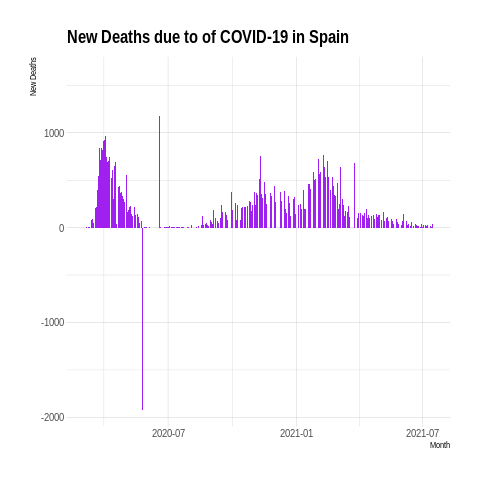 New Deaths due to of COVID-19 in Spain
New Deaths
1000
0
-1000
-2000
2020-07
2021-01
2021-07
Month